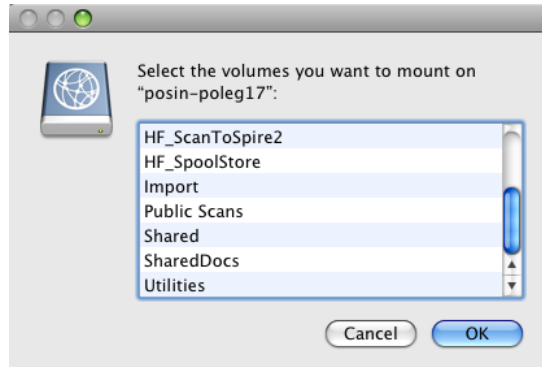 Select the volumes you want to mount on
“posin-poleg17”:
HF_ScanToSpire2
HF_SpoolStore
Import
Public Scans
Shared
SharedDocs
Utilities
Cancel
OK